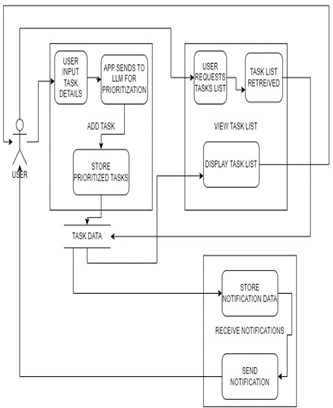 USER
INPUT
TASK
DETAILS
APP SENDS TO
LLM FOR
PRIORITIZATION
ADD TASK
STORE
PRIORITIZED TASKS
USER
REQUESTS
TASKS LIST
TASK LIST
RETREIVED
VIEW TASK LIST
DISPLAY TASK LIST
USER
TASK DATA
STORE
NOTIFICATION DATA
RECEIVE NOTIFICATIONS
SEND
NOTIFICATION